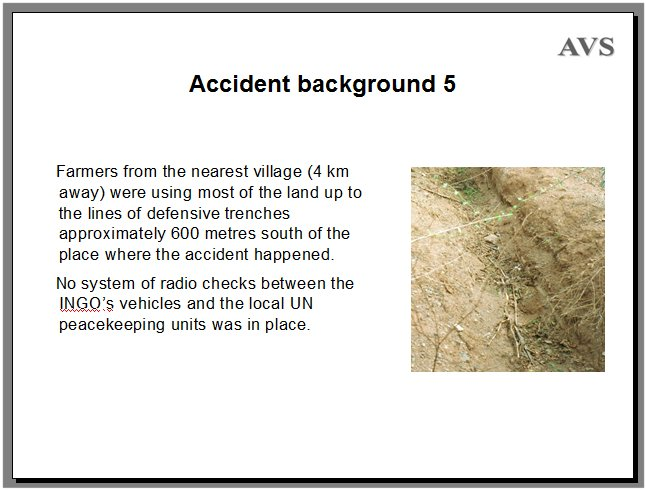 AVS
Accident background 5
Farmers from the nearest village (4 km
away) were using most of the land up to
the lines of defensive trenches
approximately 600 metres south of the
place where the accident happened.
No system of radio checks between the
INGO's vehicles and the local UN
peacekeeping units was in place.